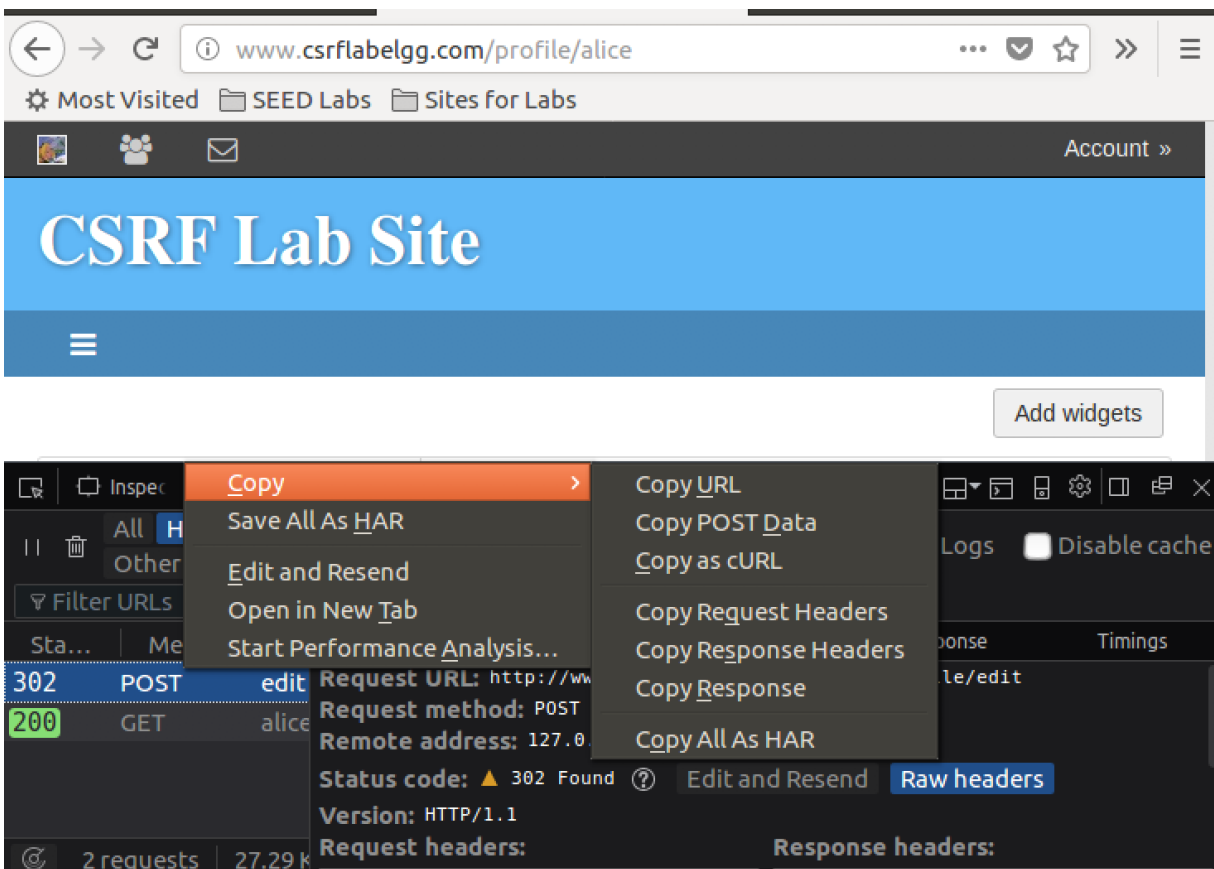 www.csrflabelgg.com/profile/alice
Most Visited SEED Labs Sites for Labs
Account »
CSRF Lab Site
Add widgets
Inspec
Copy
Copy URL
Save All As HAR
Copy POST Data
Edit and Resend
Copy as cURL
Open in New Tab
Copy Request Headers
Start Performance Analysis...
Copy Response Headers
Copy Response
Copy All As HAR
All H
Other
Logs Disable cache
Filter URLs
Sta... Me ponse Timings
302 POST edit
200 GET alice
Request URL: http://ww le/edit
Request method: POST
Remote address: 127.0.
Status code: 302 Found ? Edit and Resend Raw headers
Version: HTTP/1.1
Request headers: Response headers:
2 requests 27.29 K